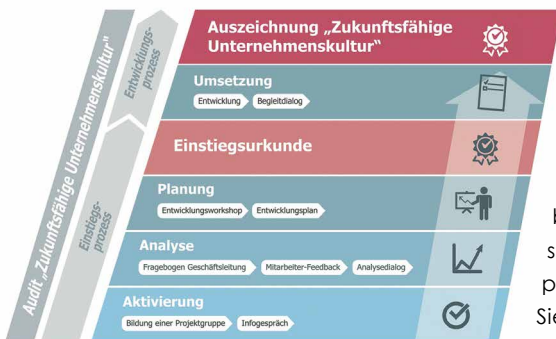 Audit „Zukunftsfähige Unternehmenskultur“
Entwicklungs-
prozess
Einstiegs-
prozess
Auszeichnung „Zukunftsfähige
Unternehmenskultur“
Umsetzung
Entwicklung
Begleitdialog
Einstiegsurkunde
Planung
Entwicklungsworkshop
Entwicklungsplan
Analyse
Fragebogen Geschäftsleitung
Mitarbeiter-Feedback
Analysedialog
Aktivierung
Bildung einer Projektgruppe
Infogespräch
Sie